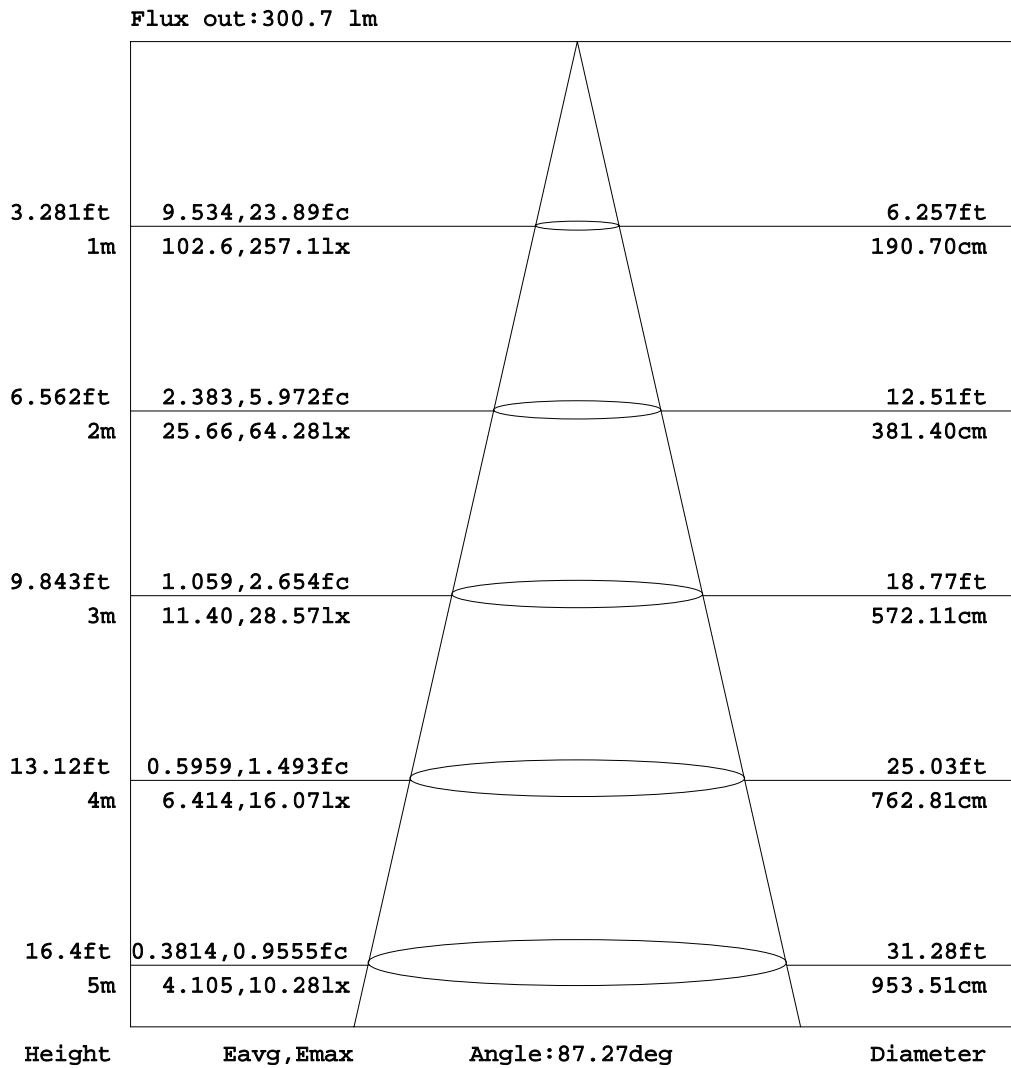 Flux out:300.7 lm
3.281ft 9.534,23.89fc 6.257ft
1m 102.6,257.1lx 190.70cm
6.562ft 2.383,5.972fc 12.51ft
2m 25.66,64.28lx 381.40cm
9.843ft 1.059,2.654fc 18.77ft
3m 11.40,28.57lx 572.11cm
13.12ft 0.5959,1.493fc 25.03ft
4m 6.414,16.07lx 762.81cm
16.4ft 0.3814,0.9555fc 31.28ft
5m 4.105,10.28lx 953.51cm
Height Eavg,Emax Angle:87.27deg Diameter